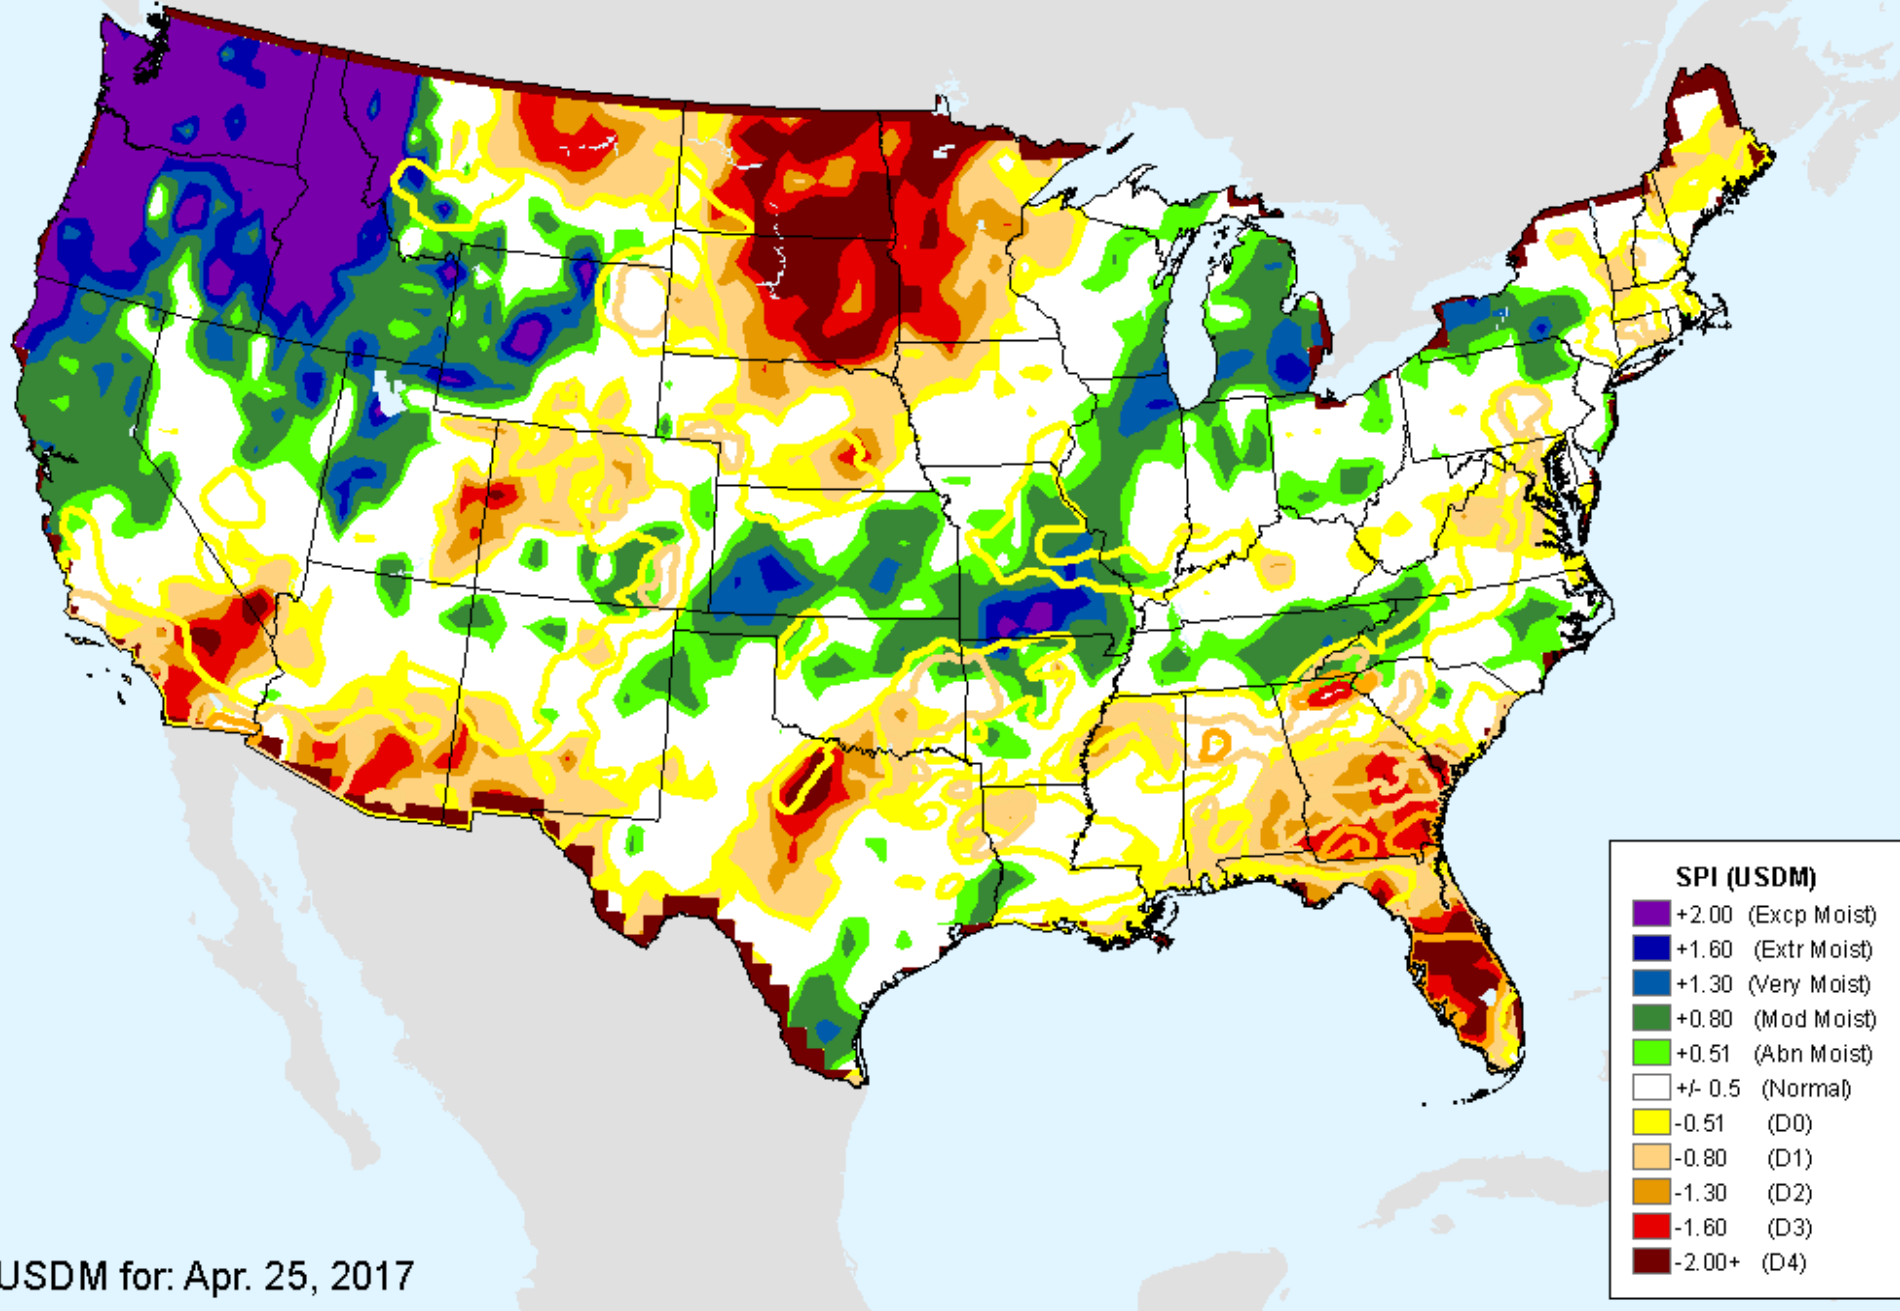 SPI (USDM)
+2.00 (Excp Moist)
+1.60 (Extr Moist)
+1.30 (Very Moist)
+0.80 (Mod Moist)
+0.51 (Abn Moist)
+/- 0.5 (Normal)
-0.51 (D0)
-0.80 (D1)
-1.30 (D2)
-1.60 (D3)
-2.00+ (D4)
USDM for: Apr. 25, 2017